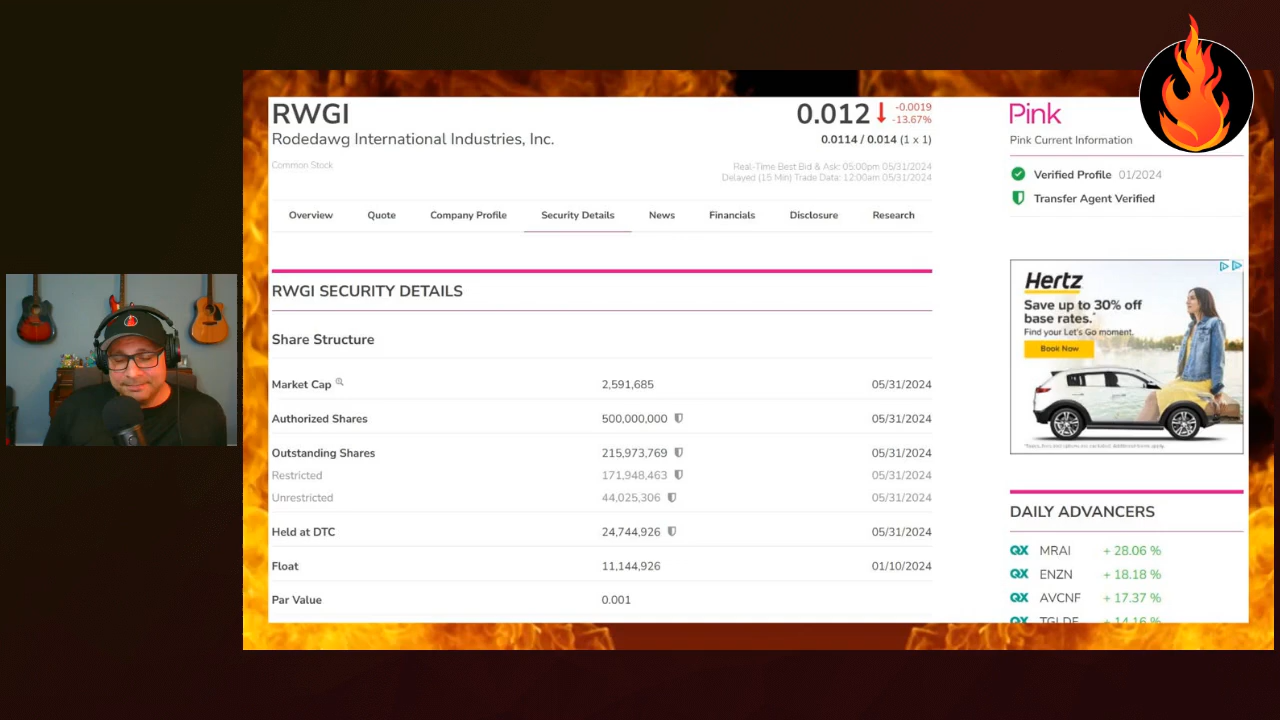 RWGI
0.012
-0.0019
-13.67%
Rodedawg International Industries, Inc.
0.0114 / 0.014 (1 x 1)
Common Stock
Real-Time Best Bid & Ask: 05:00pm 05/31/2024
Delayed (15 Min) Trade Data: 12:00am 05/31/2024
Overview Quote Company Profile Security Details News Financials Disclosure Research
RWGI SECURITY DETAILS
Share Structure
Market Cap 2,591,685 05/31/2024
Authorized Shares 500,000,000 05/31/2024
Outstanding Shares 215,973,769 05/31/2024
Restricted 171,948,463 05/31/2024
Unrestricted 44,025,306 05/31/2024
Held at DTC 24,744,926 05/31/2024
Float 11,144,926 01/10/2024
Par Value 0.001
Pink
Pink Current Information
Verified Profile 01/2024
Transfer Agent Verified
Hertz
Save up to 30% off
base rates.*
Find your Let's Go moment.
Book Now
DAILY ADVANCERS
QX MRAI + 28.06 %
QX ENZN + 18.18 %
QX AVCNF + 17.37 %
QX TGLDF + 14.16 %